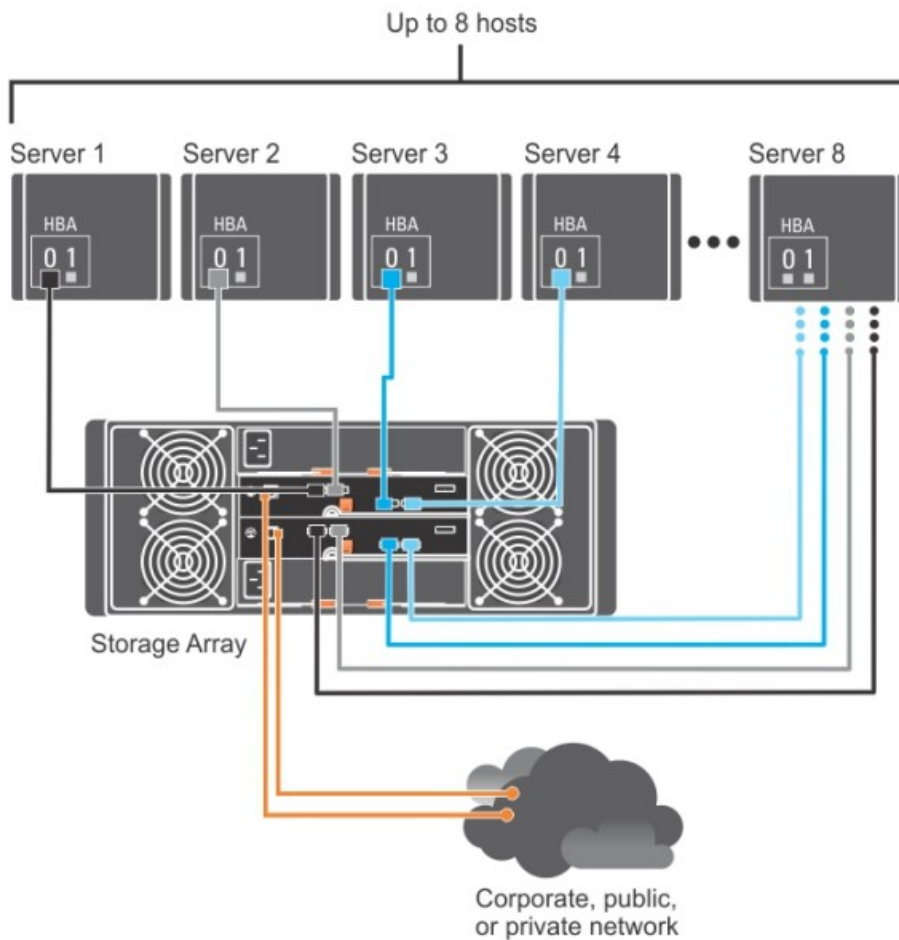 Up to 8 hosts
Server 1
Server 2
Server 3
Server 4
Server 8
HBA
0 1
HBA
0 1
HBA
0 1
HBA
0 1
HBA
0 1
Storage Array
Corporate, public,
or private network